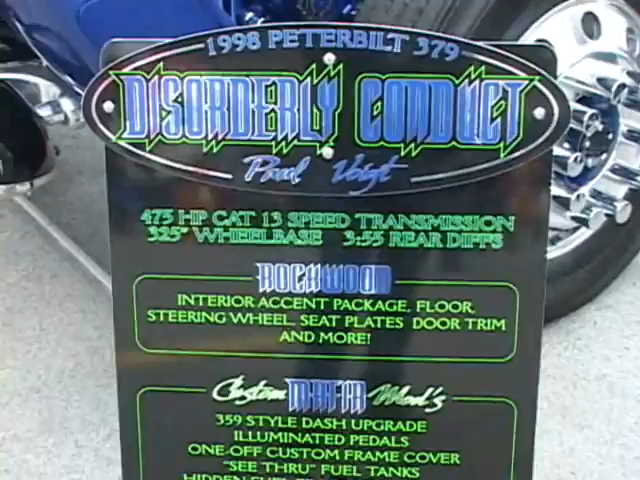 1998 PETERBILT 379
DISORDERLY CONDUCT
Paul Voigt
475 HP CAT 13 SPEED TRANSMISSION
325" WHEELBASE 3:55 REAR DIFFS
ROCKWOOD
INTERIOR ACCENT PACKAGE, FLOOR,
STEERING WHEEL, SEAT PLATES DOOR TRIM
AND MORE!
Custom MAFIA Mod's
359 STYLE DASH UPGRADE
ILLUMINATED PEDALS
ONE-OFF CUSTOM FRAME COVER
"SEE THRU" FUEL TANKS
HIDDEN FUEL